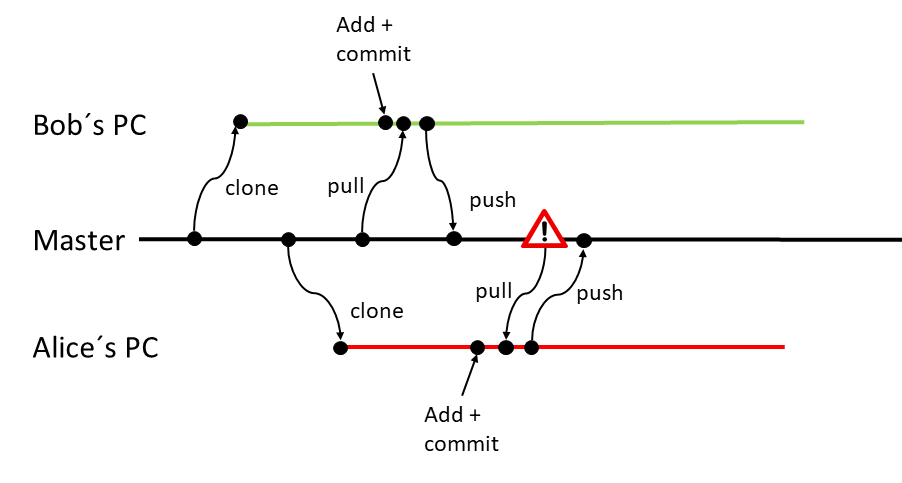 Add +
commit
Bob´s PC
clone
pull
push
Master
!
pull
push
clone
Alice´s PC
Add +
commit